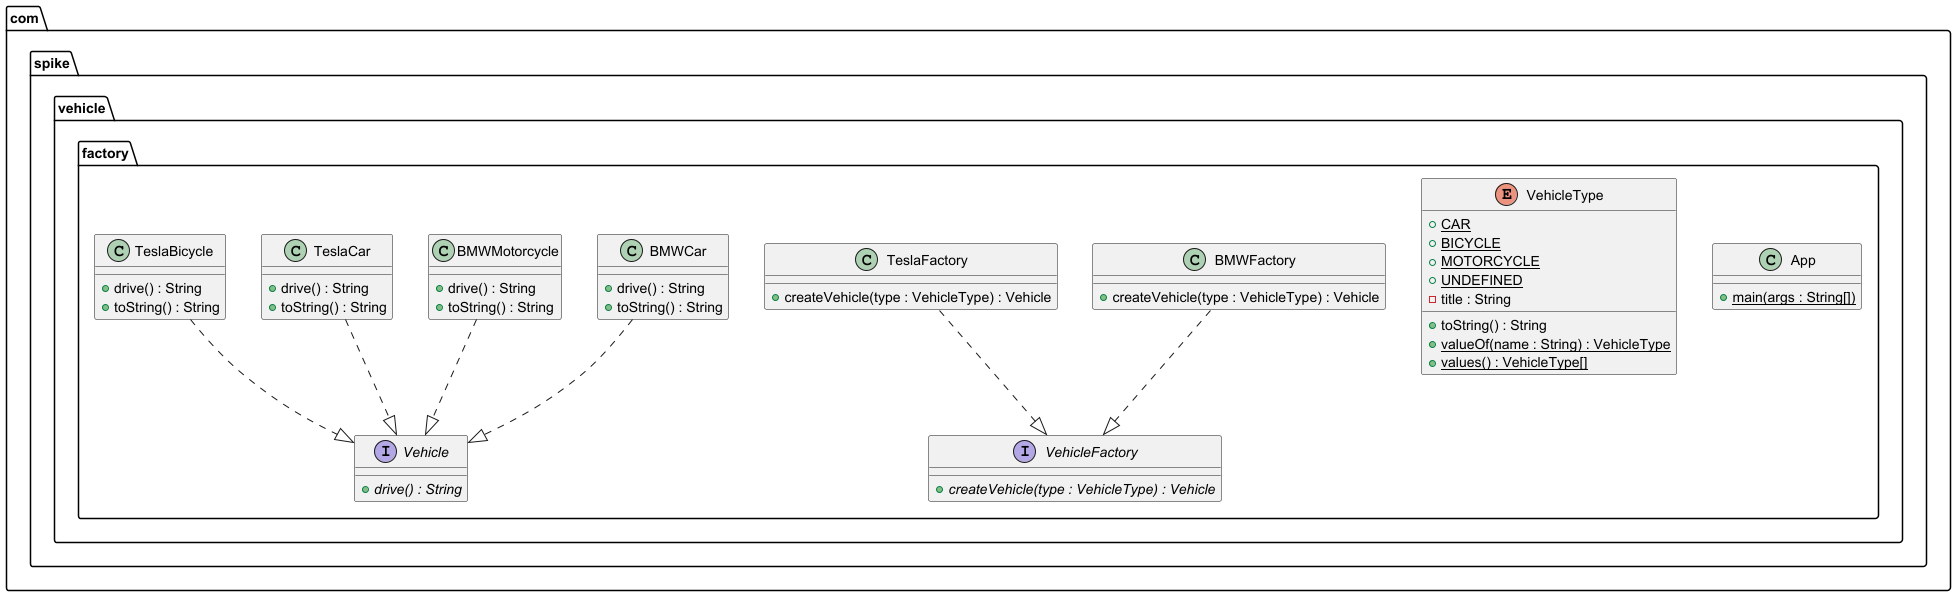 com
spike
vehicle
factory
C TeslaBicycle
drive() : String
toString() : String
C TeslaCar
drive() : String
toString() : String
C BMWMotorcycle
drive() : String
toString() : String
C BMWCar
drive() : String
toString() : String
C TeslaFactory
createVehicle(type : VehicleType) : Vehicle
C BMWFactory
createVehicle(type : VehicleType) : Vehicle
E VehicleType
CAR
BICYCLE
MOTORCYCLE
UNDEFINED
title : String
toString() : String
valueOf(name : String) : VehicleType
values() : VehicleType[]
C App
main(args : String[])
I Vehicle
drive() : String
I VehicleFactory
createVehicle(type : VehicleType) : Vehicle